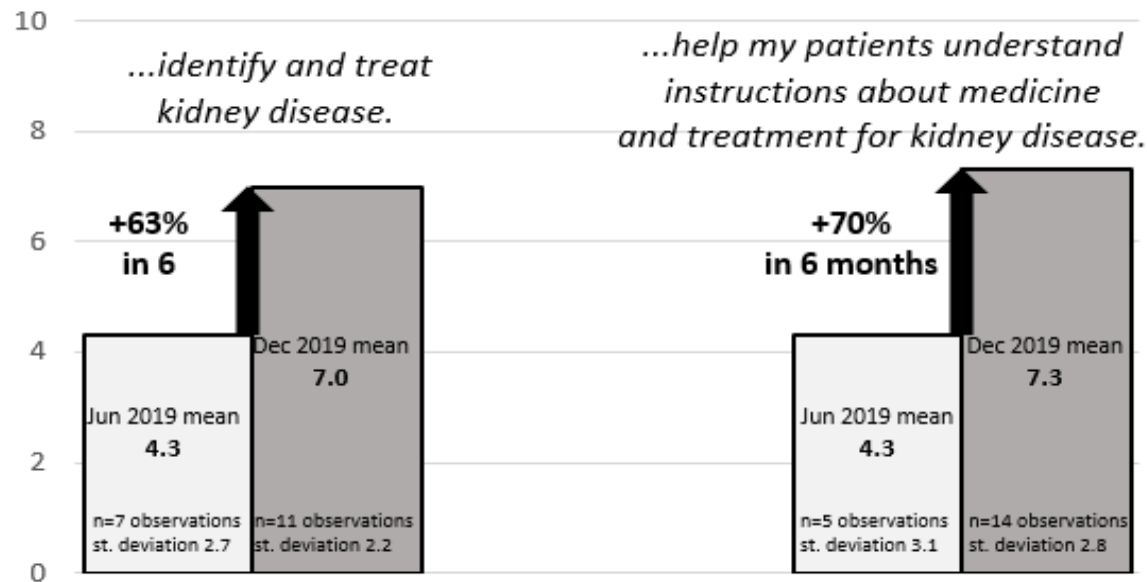 10
...identify and treat
kidney disease.
...help my patients understand
instructions about medicine
and treatment for kidney disease.
8
+63%
in 6
+70%
in 6 months
6
4
Dec 2019 mean
7.0
Dec 2019 mean
7.3
Jun 2019 mean
4.3
Jun 2019 mean
4.3
2
n=7 observations
st. deviation 2.7
n=11 observations
st. deviation 2.2
n=5 observations
st. deviation 3.1
n=14 observations
st. deviation 2.8
0